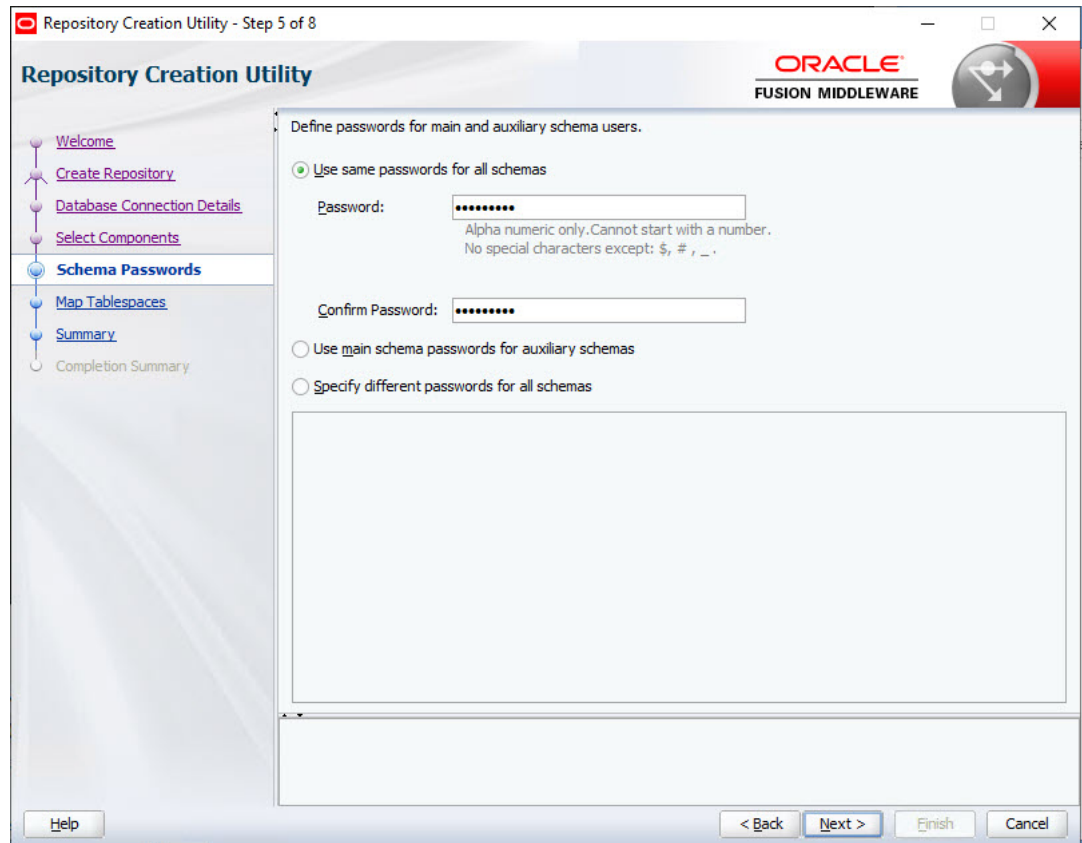 Repository Creation Utility - Step 5 of 8
Repository Creation Utility
ORACLE
FUSION MIDDLEWARE
Welcome
Create Repository
Database Connection Details
Select Components
Schema Passwords
Map Tablespaces
Summary
Completion Summary
Define passwords for main and auxiliary schema users.
Use same passwords for all schemas
Password: •••••••••
Alpha numeric only.Cannot start with a number.
No special characters except: $, # , _ .
Confirm Password: •••••••••
Use main schema passwords for auxiliary schemas
Specify different passwords for all schemas
Help
< Back
Next >
Finish
Cancel